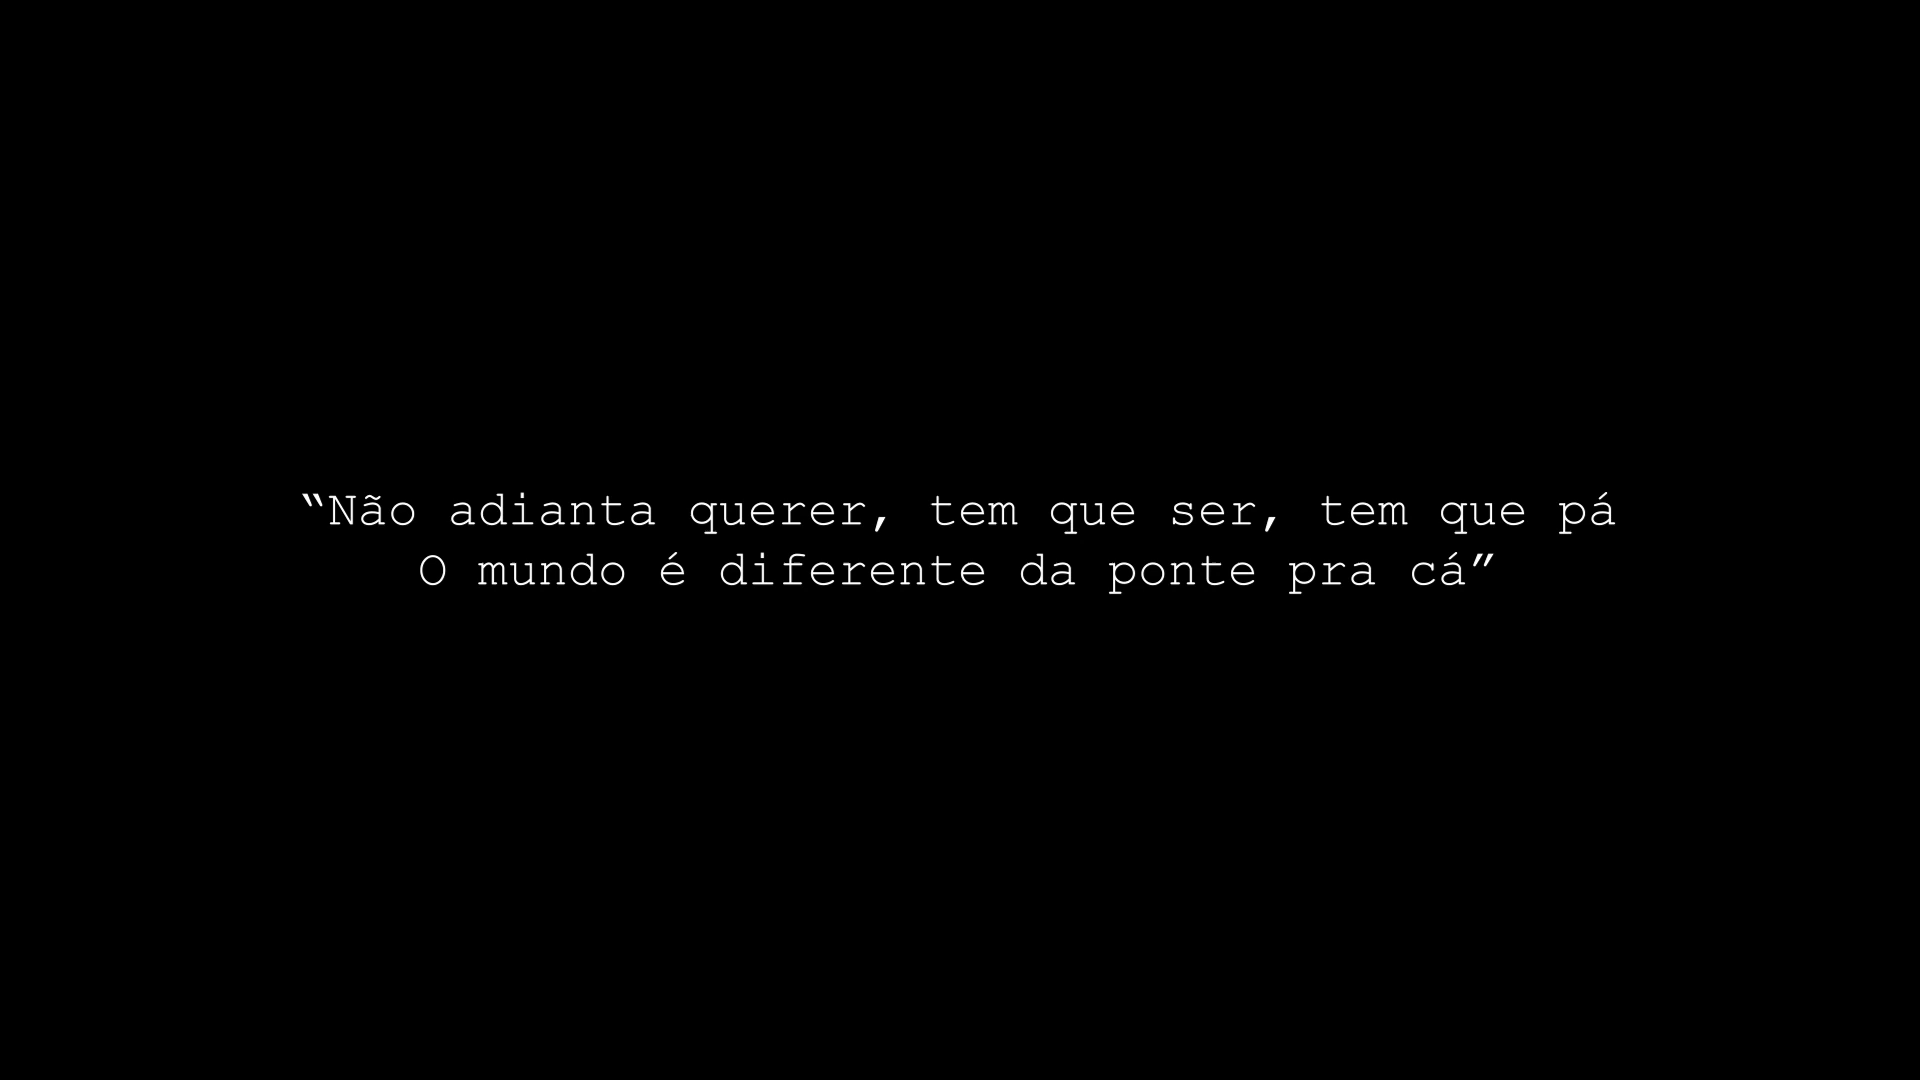 “Não adianta querer, tem que ser, tem que pá
O mundo é diferente da ponte pra cá”